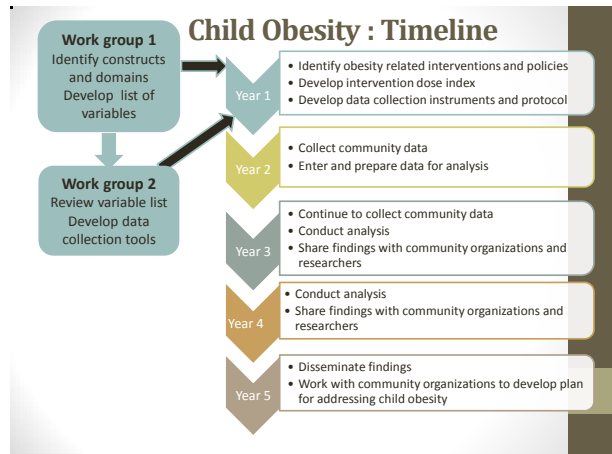 Child Obesity : Timeline
Work group 1
Identify constructs
and domains
Develop list of
variables
Work group 2
Review variable list
Develop data
collection tools
Year 1
• Identify obesity related interventions and policies
• Develop intervention dose index
• Develop data collection instruments and protocol
Year 2
• Collect community data
• Enter and prepare data for analysis
Year 3
• Continue to collect community data
• Conduct analysis
• Share findings with community organizations and
researchers
Year 4
• Conduct analysis
• Share findings with community organizations and
researchers
Year 5
• Disseminate findings
• Work with community organizations to develop plan
for addressing child obesity